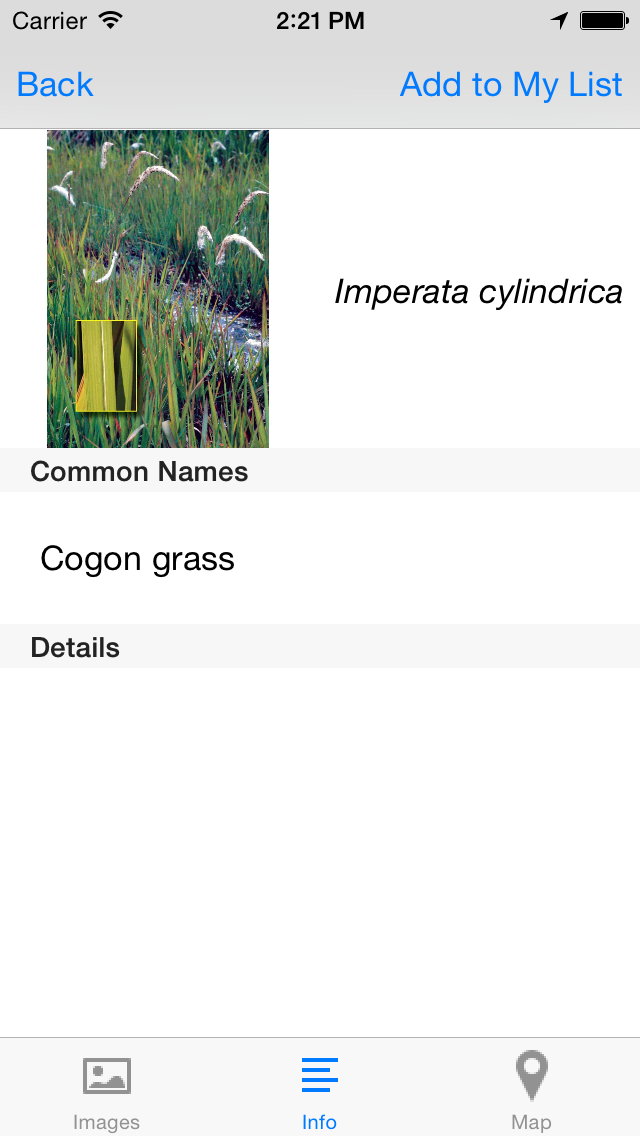 Carrier 2:21 PM
Back Add to My List
Imperata cylindrica
Common Names
Cogon grass
Details
Images Info Map